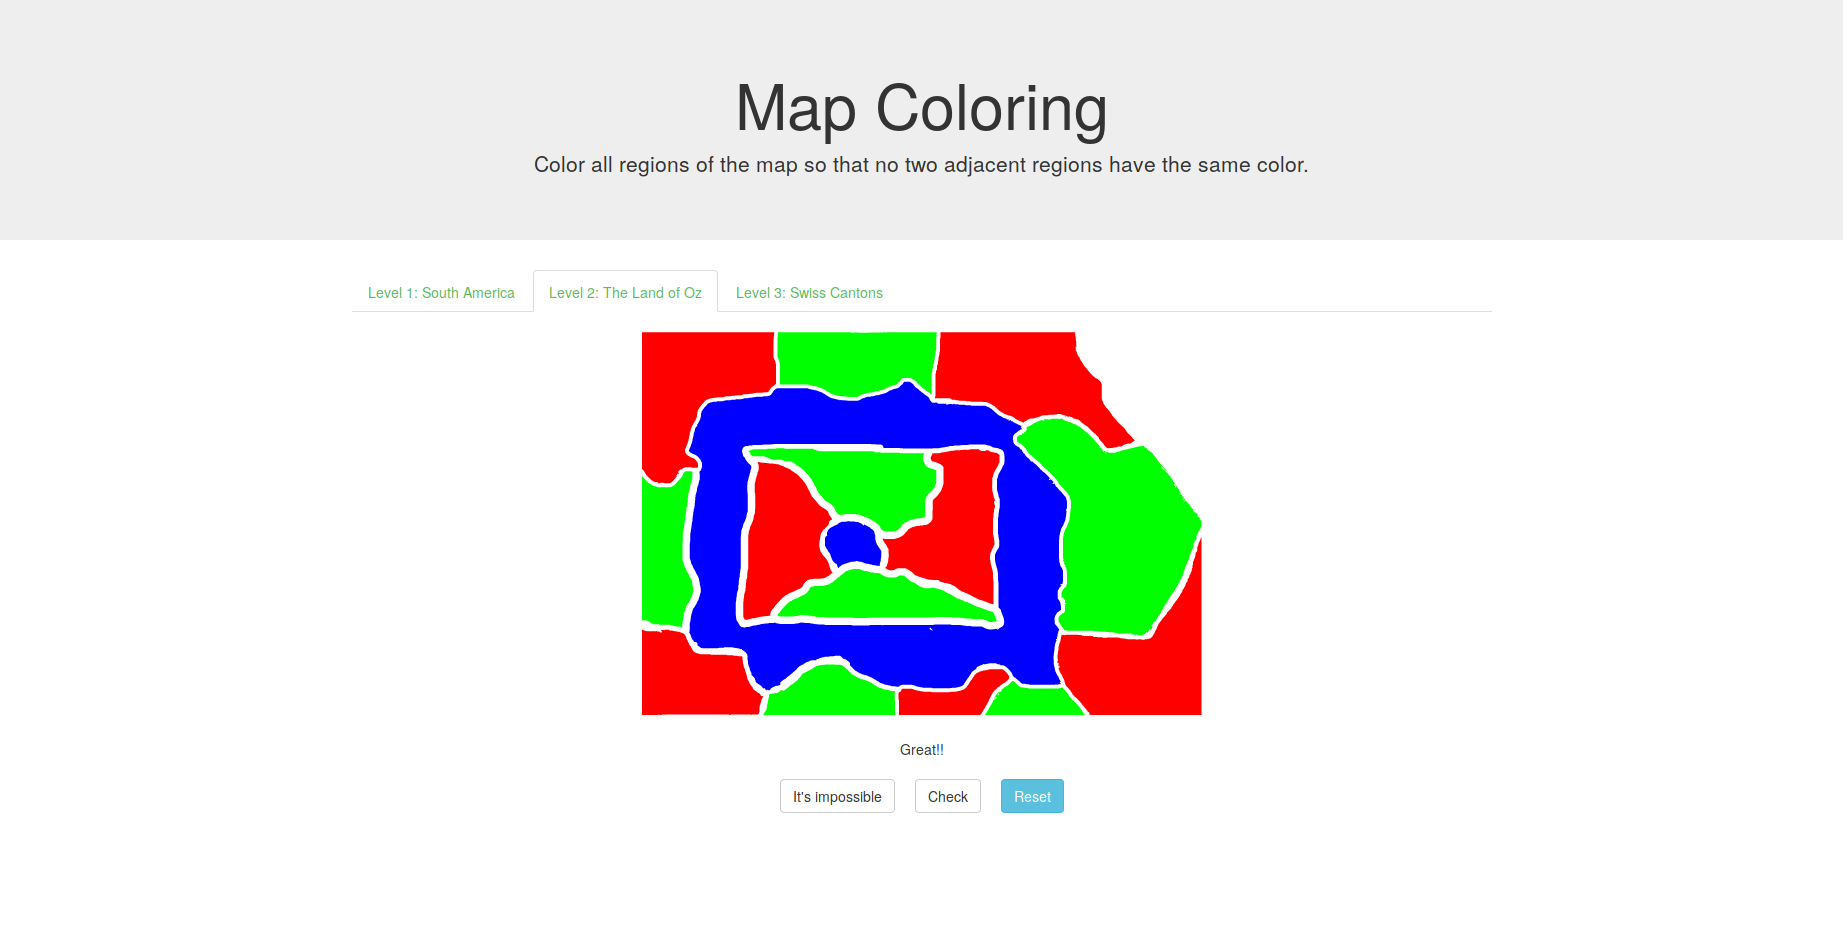 Map Coloring
Color all regions of the map so that no two adjacent regions have the same color.
Level 1: South America
Level 2: The Land of Oz
Level 3: Swiss Cantons
Great!!
It's impossible
Check
Reset